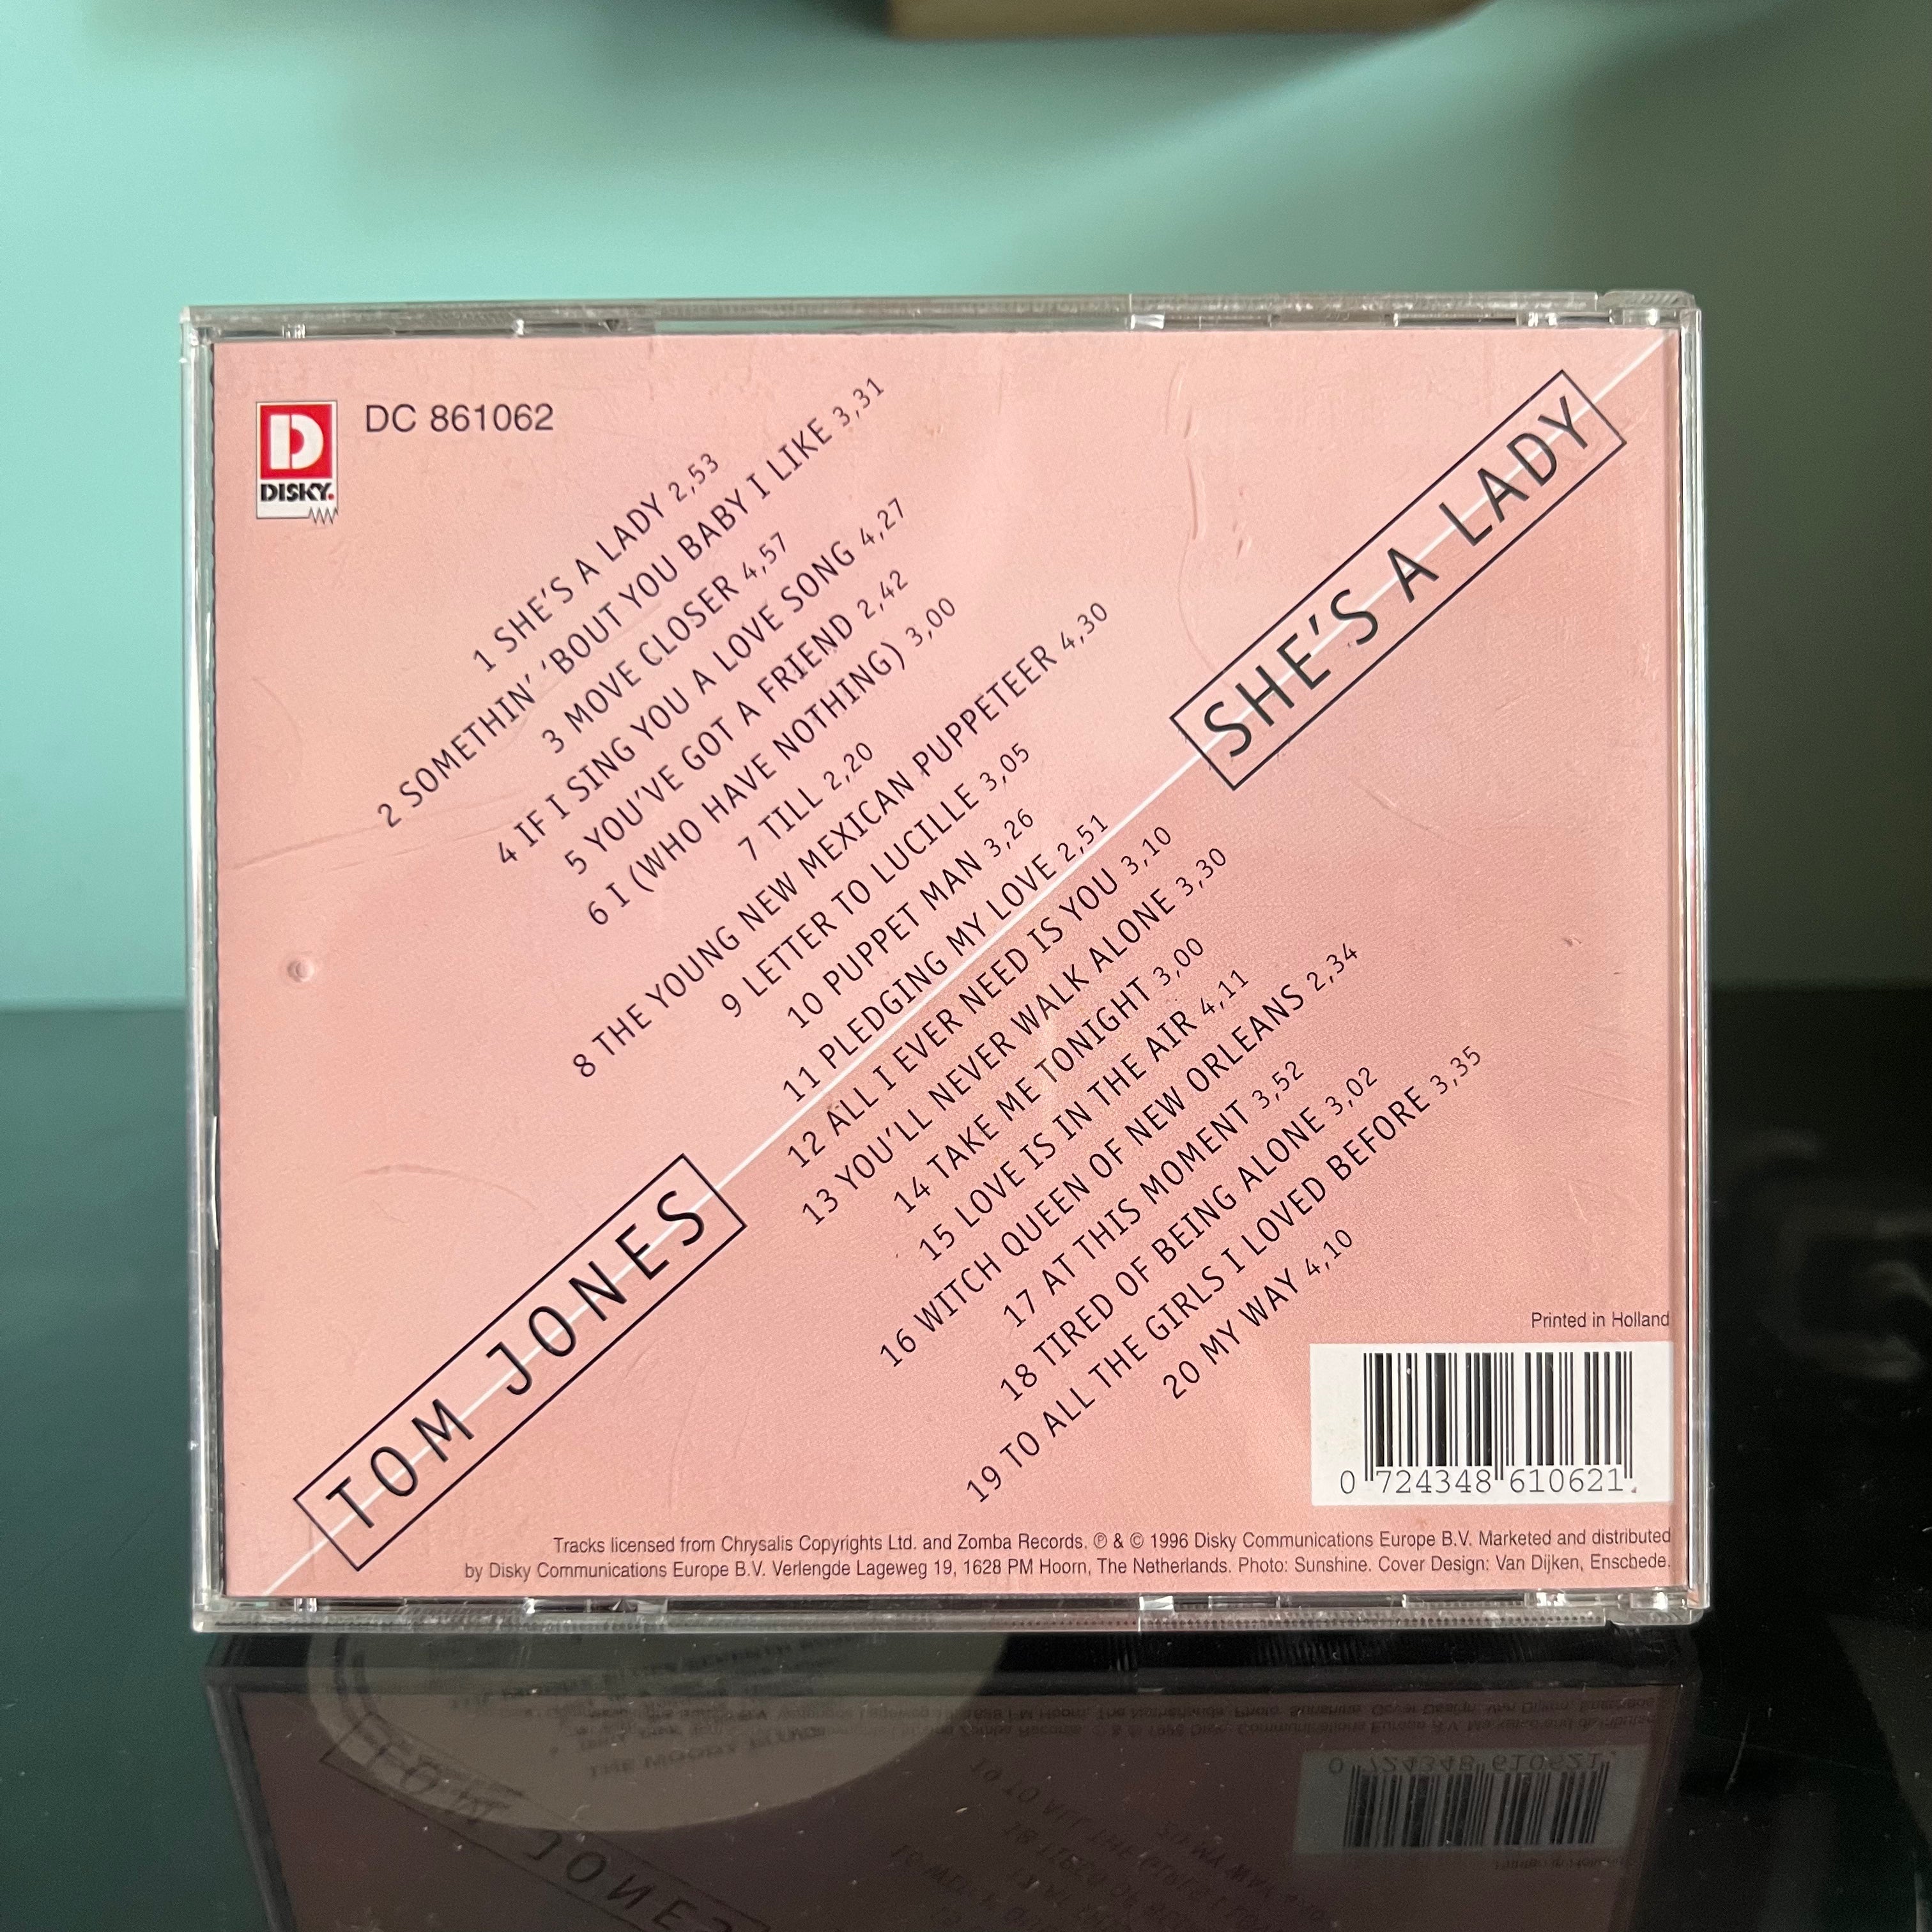 DC 861062
D
DISKY.
1 SHE'S A LADY 2,53
2 SOMETHIN' 'BOUT YOU BABY I LIKE 3,31
3 MOVE CLOSER 4,57
4 IF I SING YOU A LOVE SONG 4,27
5 YOU'VE GOT A FRIEND 2,42
6 I (WHO HAVE NOTHING) 3,00
7 TILL 2,20
8 THE YOUNG NEW MEXICAN PUPPETEER 4,30
9 LETTER TO LUCILLE 3,05
10 PUPPET MAN 3,26
11 PLEDGING MY LOVE 2,51
12 ALL I EVER NEED IS YOU 3,10
13 YOU'LL NEVER WALK ALONE 3,30
14 TAKE ME TONIGHT 3,00
15 LOVE IS IN THE AIR 4,11
16 WITCH QUEEN OF NEW ORLEANS 2,34
17 AT THIS MOMENT 3,52
18 TIRED OF BEING ALONE 3,02
19 TO ALL THE GIRLS I LOVED BEFORE 3,35
20 MY WAY 4,10
TOM JONES
SHE'S A LADY
Printed in Holland
0 724348 610621
Tracks licensed from Chrysalis Copyrights Ltd. and Zomba Records. ℗ & © 1996 Disky Communications Europe B.V. Marketed and distributed
by Disky Communications Europe B.V. Verlengde Lageweg 19, 1628 PM Hoorn, The Netherlands. Photo: Sunshine. Cover Design: Van Dijken, Enschede.